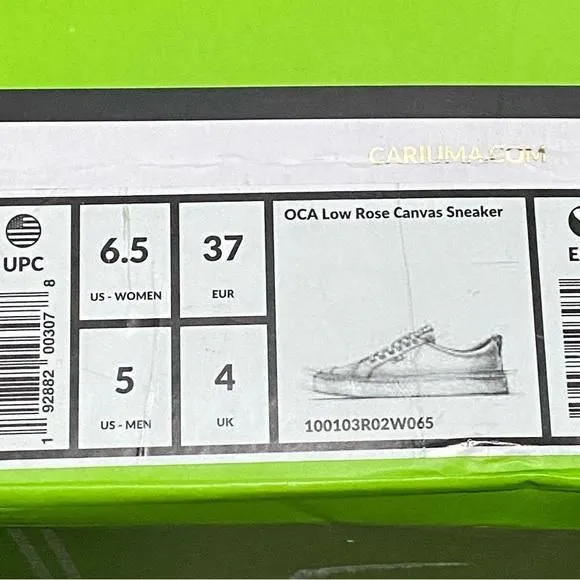 CARIUMA.COM
UPC
1 92882 00307 8
6.5
US - WOMEN
37
EUR
5
US - MEN
4
UK
OCA Low Rose Canvas Sneaker
100103R02W065
E